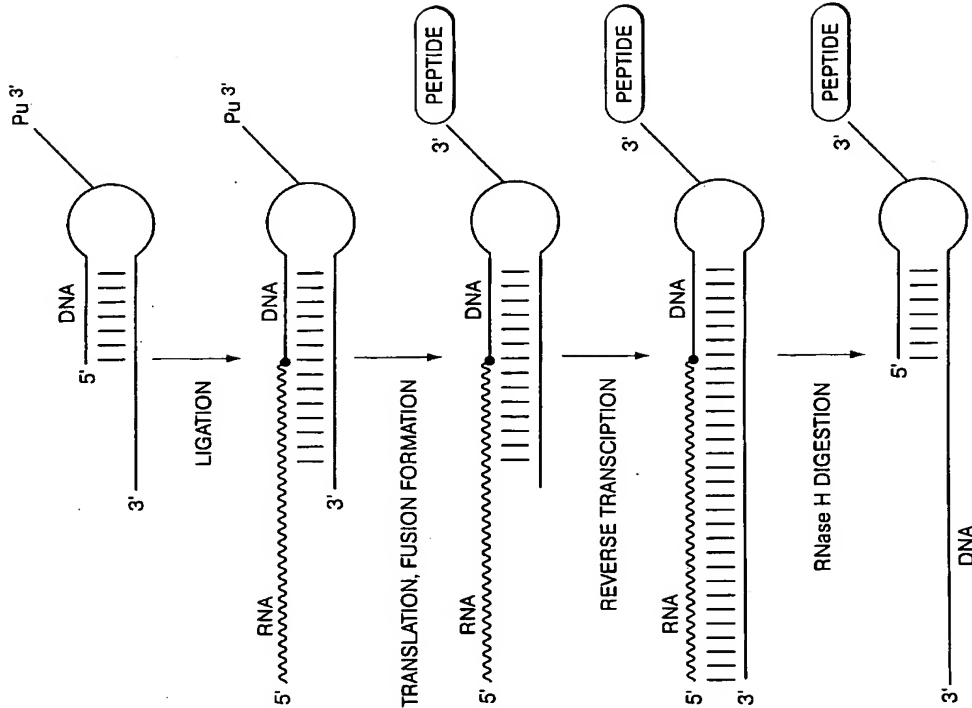 Pu 3'
DNA
5'
3'
LIGATION
Pu 3'
RNA
DNA
5'
3'
TRANSLATION, FUSION FORMATION
PEPTIDE
3'
RNA
DNA
5'
REVERSE TRANSCIPTION
PEPTIDE
3'
RNA
DNA
5'
3'
RNase H DIGESTION
PEPTIDE
3'
5'
3'
DNA